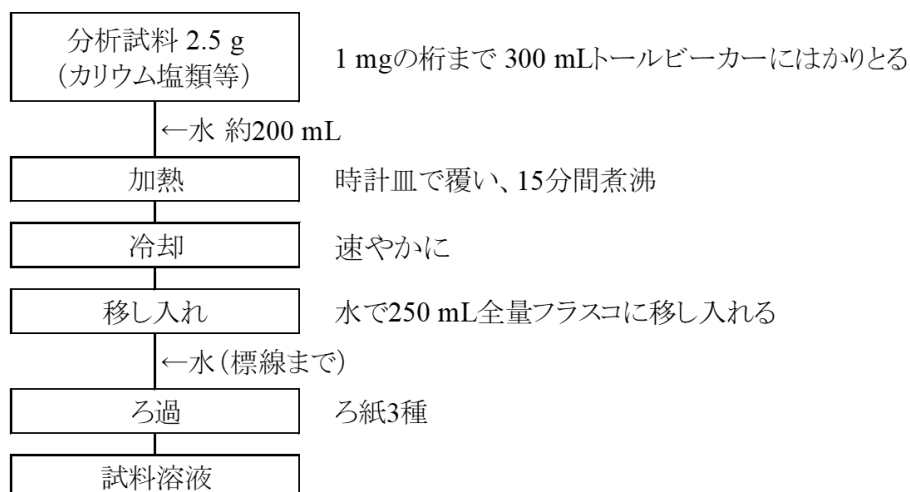 分析試料 2.5 g
(カリウム塩類等)
1 mgの桁まで 300 mLトールビーカーにはかりとる
←水 約200 mL
加熱
時計皿で覆い、15分間煮沸
冷却
速やかに
移し入れ
水で250 mL全量フラスコに移し入れる
←水(標線まで)
ろ過
ろ紙3種
試料溶液